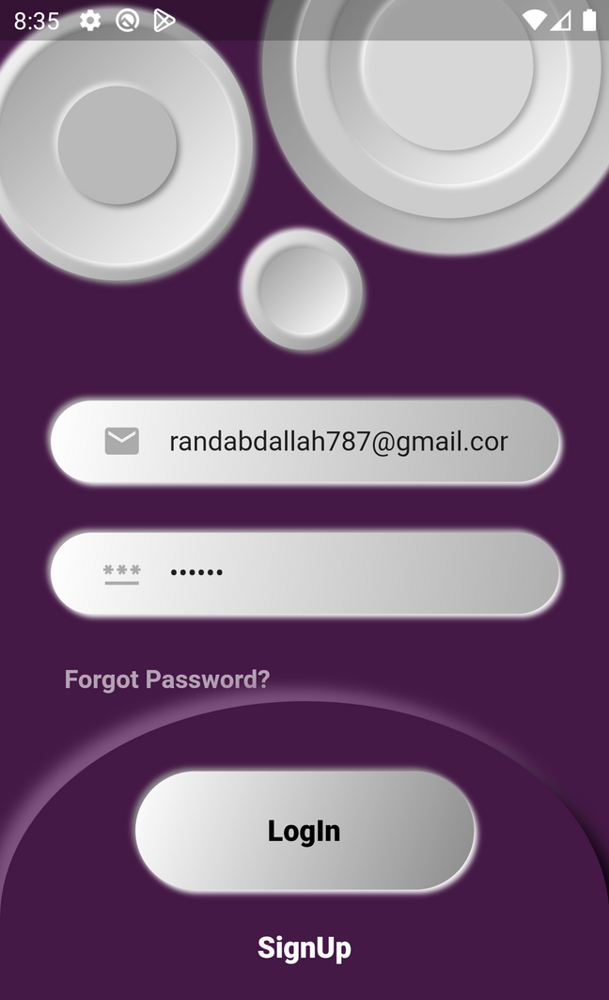 8:35
randabdallah787@gmail.cor
***
••••••
Forgot Password?
LogIn
SignUp